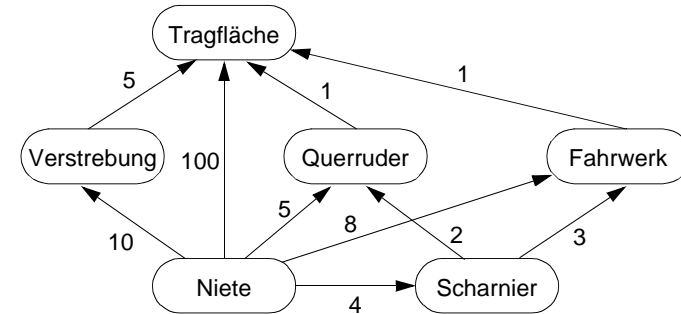 Tragfläche
5
1
1
Verstrebung
100
Querruder
Fahrwerk
10
5
8
2
3
Niete
4
Scharnier